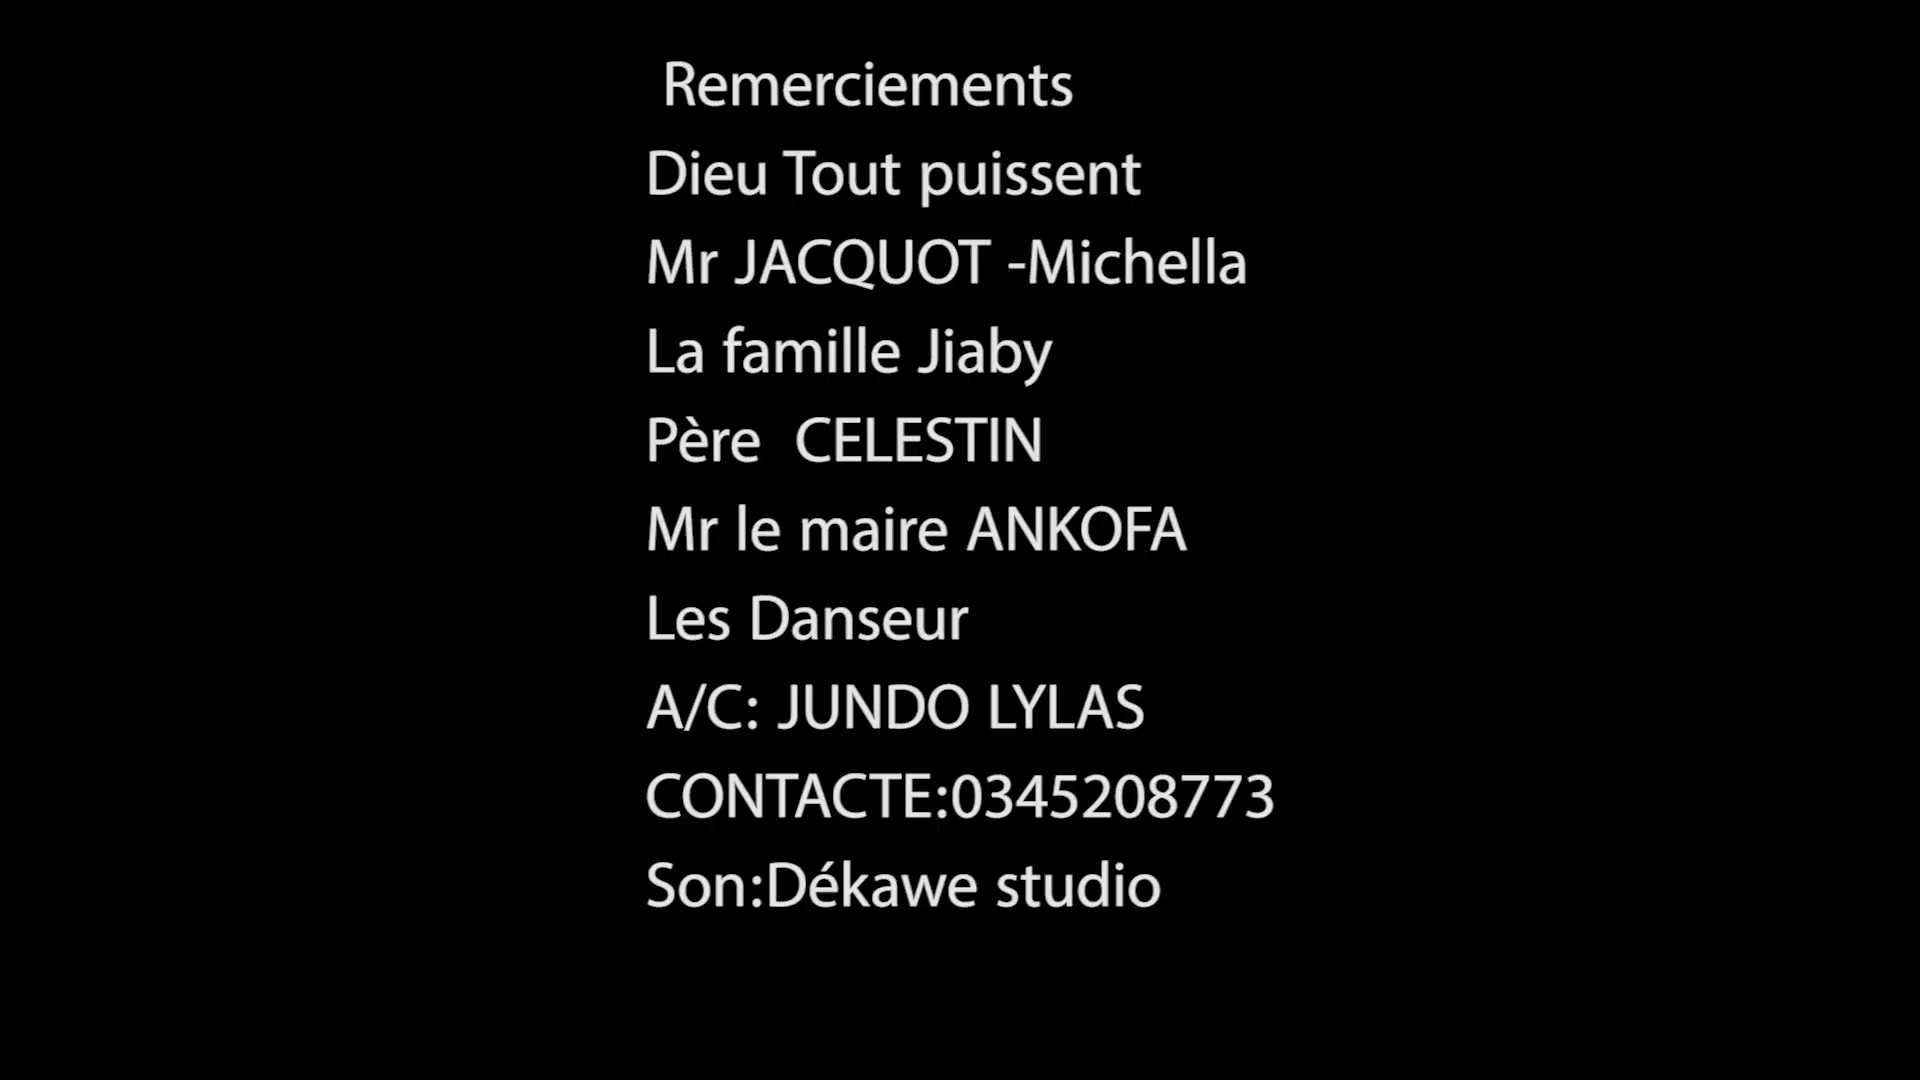 Remerciements
Dieu Tout puissent
Mr JACQUOT -Michella
La famille Jiaby
Père  CELESTIN
Mr le maire ANKOFA
Les Danseur
A/C: JUNDO LYLAS
CONTACTE:0345208773
Son:Dékawe studio